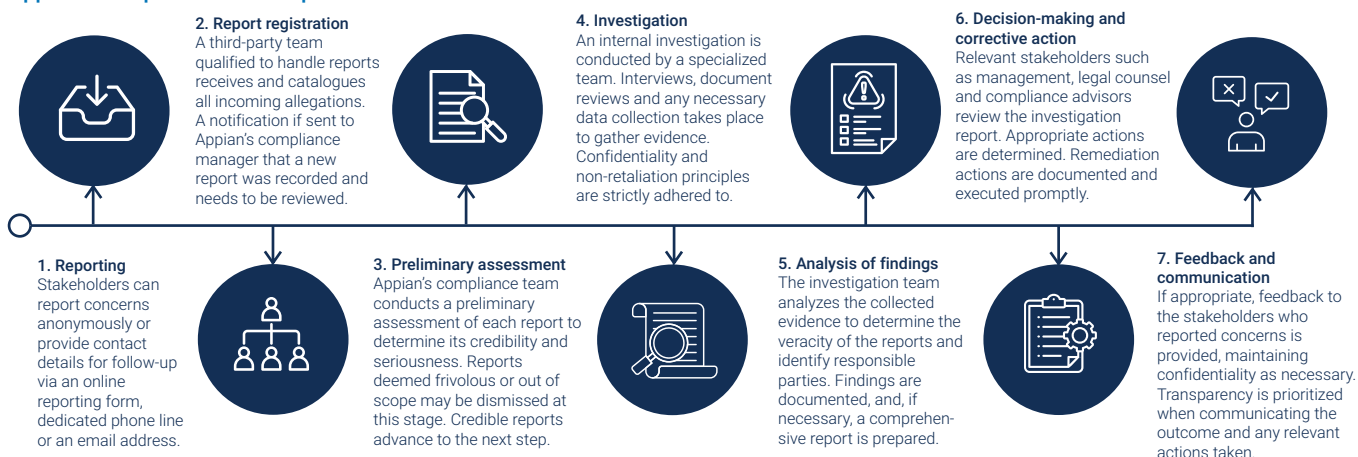 1. Reporting
Stakeholders can
report concerns
anonymously or
provide contact
details for follow-up
via an online
reporting form,
dedicated phone line
or an email address.
2. Report registration
A third-party team
qualified to handle reports
receives and catalogues
all incoming allegations.
A notification if sent to
Appian’s compliance
manager that a new
report was recorded and
needs to be reviewed.
3. Preliminary assessment
Appian’s compliance team
conducts a preliminary
assessment of each report to
determine its credibility and
seriousness. Reports
deemed frivolous or out of
scope may be dismissed at
this stage. Credible reports
advance to the next step.
4. Investigation
An internal investigation is
conducted by a specialized
team. Interviews, document
reviews and any necessary
data collection takes place
to gather evidence.
Confidentiality and
non-retaliation principles
are strictly adhered to.
5. Analysis of findings
The investigation team
analyzes the collected
evidence to determine the
veracity of the reports and
identify responsible
parties. Findings are
documented, and, if
necessary, a comprehen-
sive report is prepared.
6. Decision-making and
corrective action
Relevant stakeholders such
as management, legal counsel
and compliance advisors
review the investigation
report. Appropriate actions
are determined. Remediation
actions are documented and
executed promptly.
7. Feedback and
communication
If appropriate, feedback to
the stakeholders who
reported concerns is
provided, maintaining
confidentiality as necessary.
Transparency is prioritized
when communicating the
outcome and any relevant
actions taken.